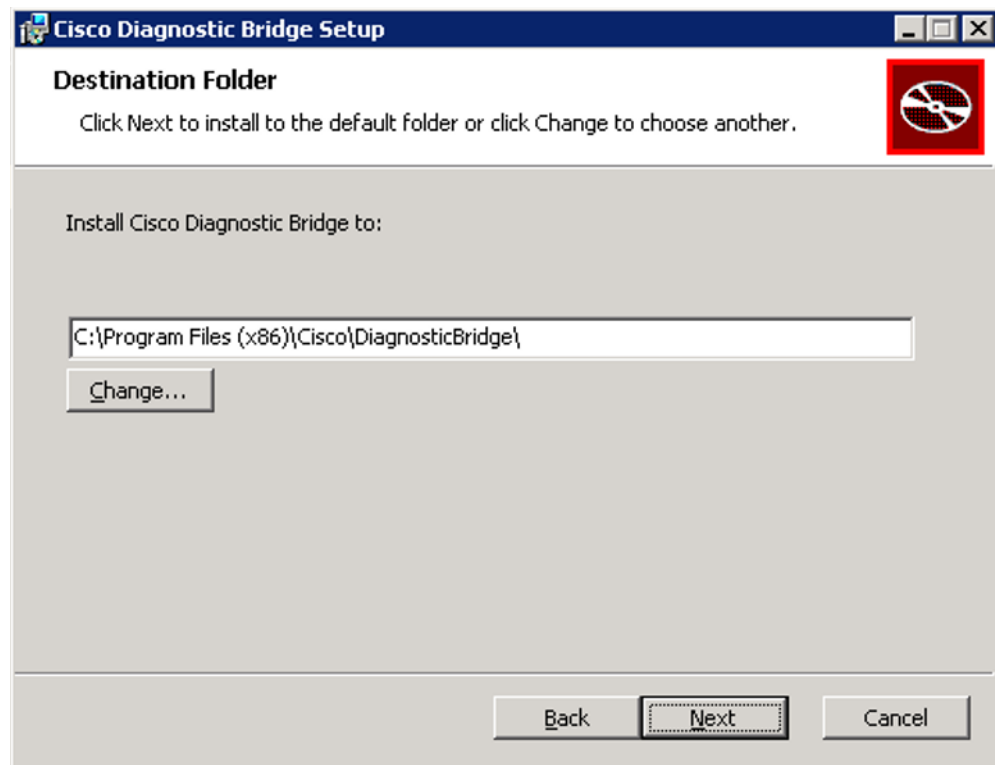 Cisco Diagnostic Bridge Setup
Destination Folder
Click Next to install to the default folder or click Change to choose another.
Install Cisco Diagnostic Bridge to:
C:\Program Files (x86)\Cisco\DiagnosticBridge\
Change...
Back
Next
Cancel